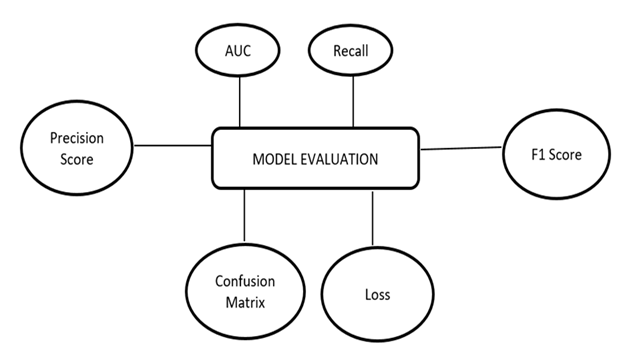 AUC
Recall
Precision
Score
MODEL EVALUATION
F1 Score
Confusion
Matrix
Loss